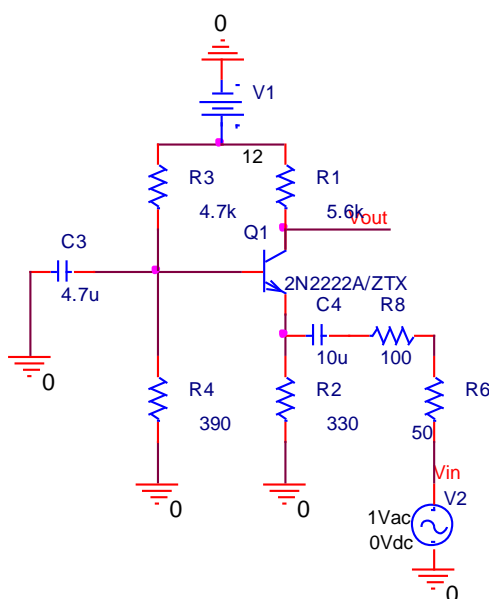 0
V1
12
R3
4.7k
R1
5.6k
Vout
Q1
C3
4.7u
2N2222A/ZTX
C4
10u
R8
100
0
R4
390
R2
330
R6
50
Vin
V2
1Vac
0Vdc
0
0
0